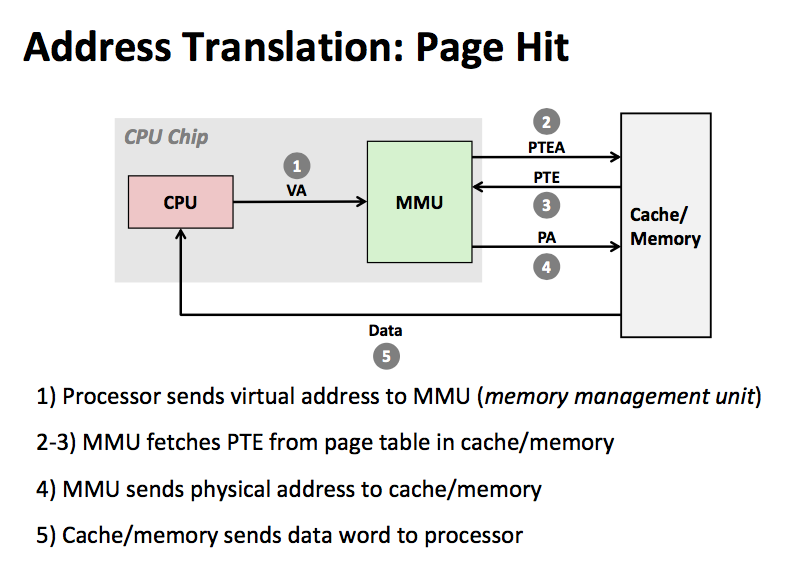 Address Translation: Page Hit
CPU Chip
2
PTEA
1
VA
PTE
CPU
MMU
3
Cache/
Memory
PA
4
Data
5
1) Processor sends virtual address to MMU (memory management unit)
2-3) MMU fetches PTE from page table in cache/memory
4) MMU sends physical address to cache/memory
5) Cache/memory sends data word to processor